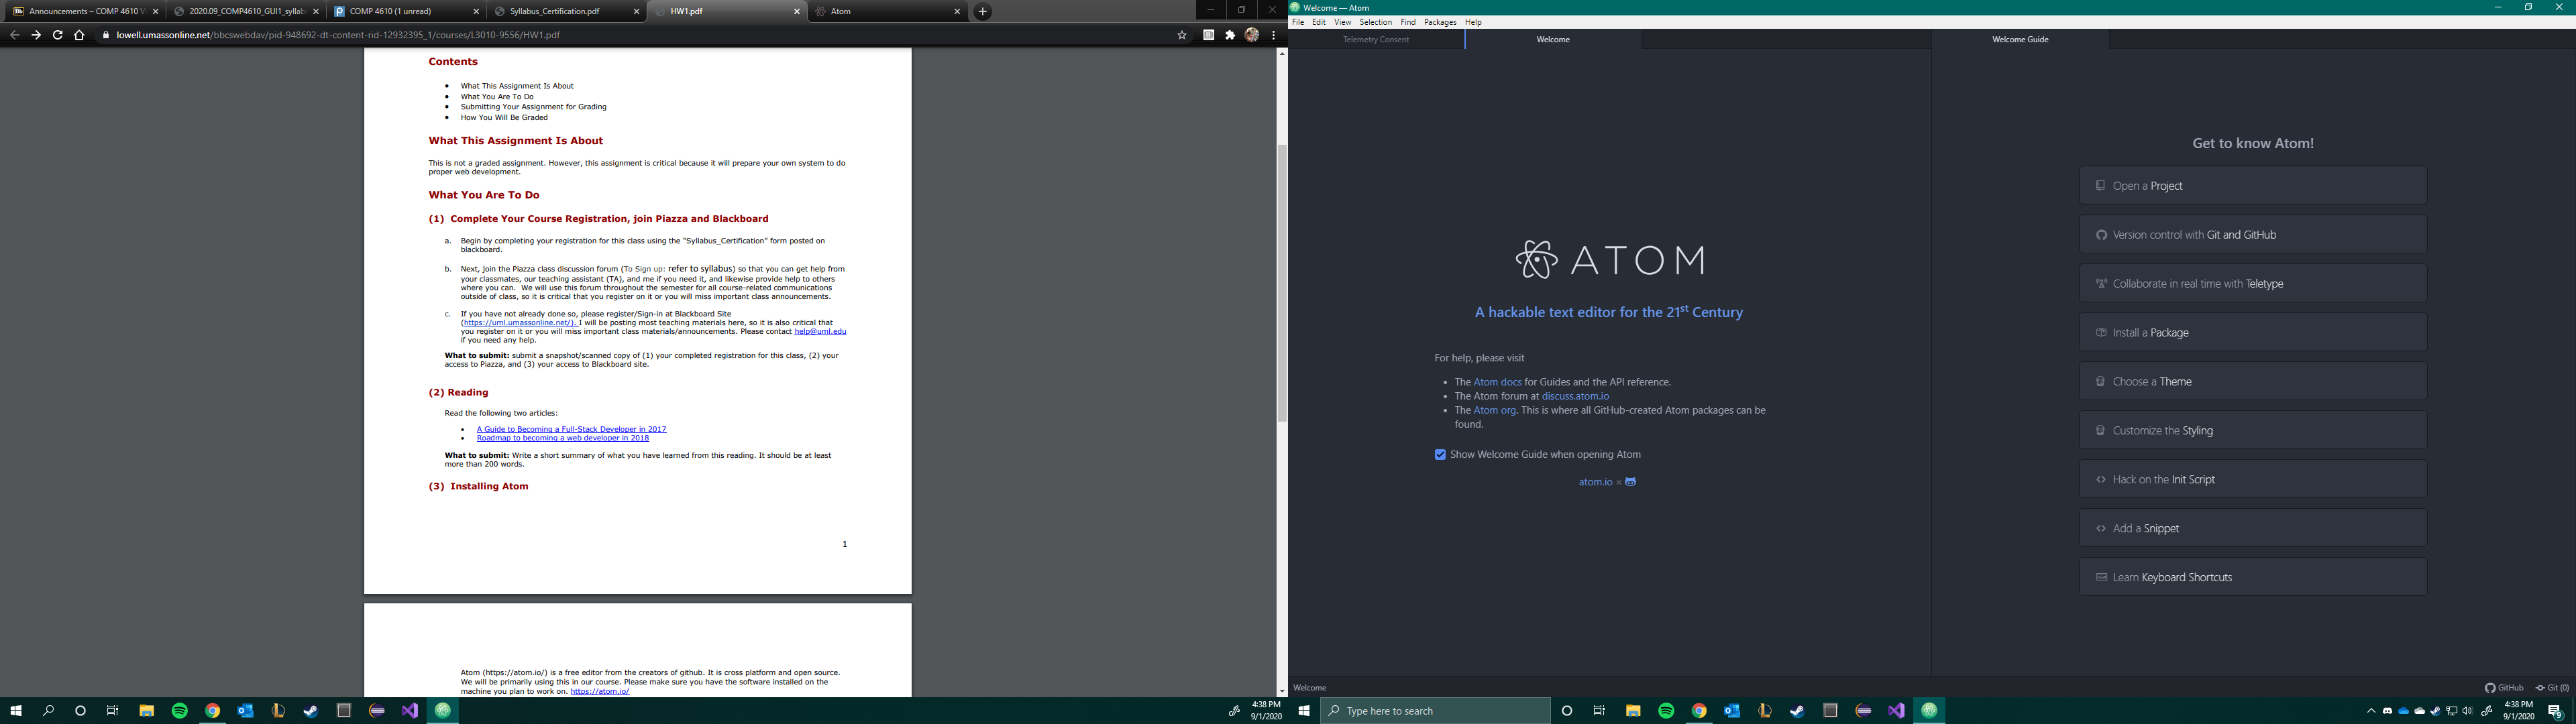 Announcements – COMP 4610 V
2020.09_COMP4610_GUI1_syllab
COMP 4610 (1 unread)
Syllabus_Certification.pdf
HW1.pdf
Atom
lowell.umassonline.net/bbcswebdav/pid-948692-dt-content-rid-12932395_1/courses/L3010-9556/HW1.pdf
Contents
• What This Assignment Is About
• What You Are To Do
• Submitting Your Assignment for Grading
• How You Will Be Graded
What This Assignment Is About
This is not a graded assignment. However, this assignment is critical because it will prepare your own system to do
proper web development.
What You Are To Do
(1) Complete Your Course Registration, join Piazza and Blackboard
a. Begin by completing your registration for this class using the “Syllabus_Certification” form posted on
blackboard.
b. Next, join the Piazza class discussion forum (To Sign up: refer to syllabus) so that you can get help from
your classmates, our teaching assistant (TA), and me if you need it, and likewise provide help to others
where you can. We will use this forum throughout the semester for all course-related communications
outside of class, so it is critical that you register on it or you will miss important class announcements.
c. If you have not already done so, please register/Sign-in at Blackboard Site
(https://uml.umassonline.net/). I will be posting most teaching materials here, so it is also critical that
you register on it or you will miss important class materials/announcements. Please contact help@uml.edu
if you need any help.
What to submit: submit a snapshot/scanned copy of (1) your completed registration for this class, (2) your
access to Piazza, and (3) your access to Blackboard site.
(2) Reading
Read the following two articles:
• A Guide to Becoming a Full-Stack Developer in 2017
• Roadmap to becoming a web developer in 2018
What to submit: Write a short summary of what you have learned from this reading. It should be at least
more than 200 words.
(3) Installing Atom
1
Atom (https://atom.io/) is a free editor from the creators of github. It is cross platform and open source.
We will be primarily using this in our course. Please make sure you have the software installed on the
machine you plan to work on. https://atom.io/
4:38 PM
9/1/2020
Welcome — Atom
File Edit View Selection Find Packages Help
Telemetry Consent
Welcome
Welcome Guide
ATOM
A hackable text editor for the 21st Century
For help, please visit
• The Atom docs for Guides and the API reference.
• The Atom forum at discuss.atom.io
• The Atom org. This is where all GitHub-created Atom packages can be
found.
Show Welcome Guide when opening Atom
atom.io ×
Get to know Atom!
Open a Project
Version control with Git and GitHub
Collaborate in real time with Teletype
Install a Package
Choose a Theme
Customize the Styling
Hack on the Init Script
Add a Snippet
Learn Keyboard Shortcuts
Welcome
GitHub
Git (0)
Type here to search
4:38 PM
9/1/2020